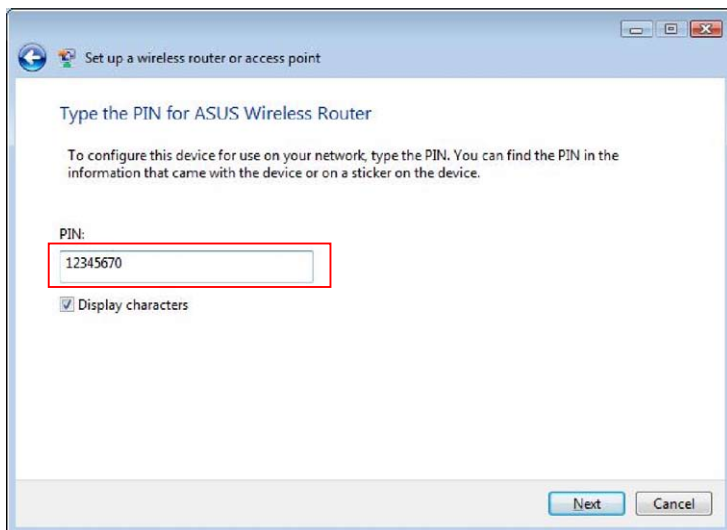 Set up a wireless router or access point
Type the PIN for ASUS Wireless Router
To configure this device for use on your network, type the PIN. You can find the PIN in the
information that came with the device or on a sticker on the device.
PIN:
12345670
Display characters
Next
Cancel